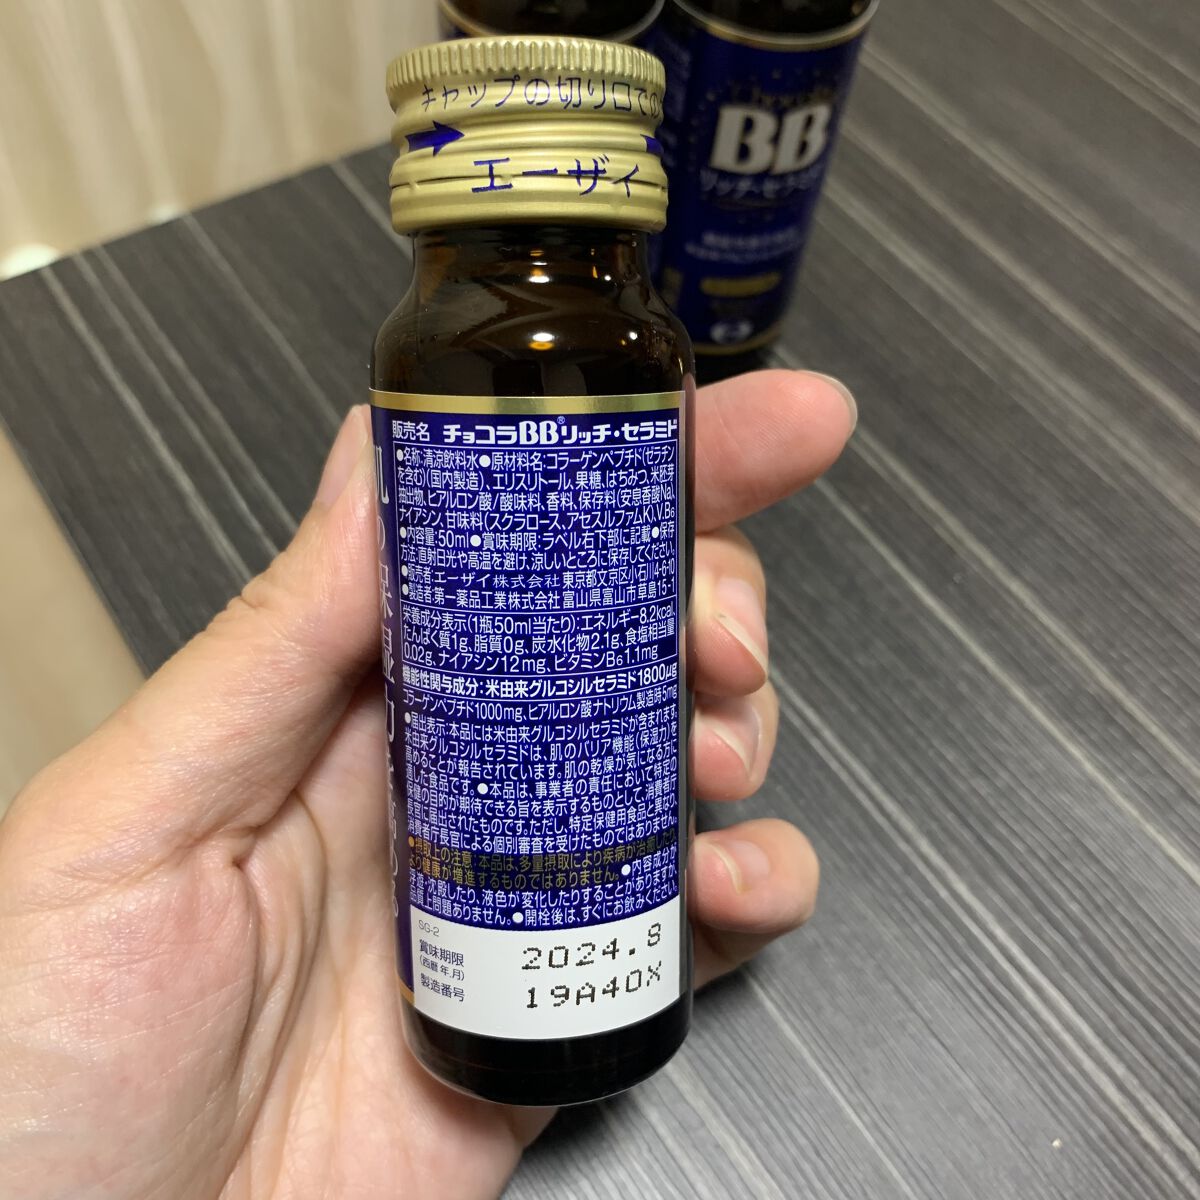 キャップの切り口での
エーザイ
BB
リッチ・セラミド
販売名 チョコラBB®リッチ・セラミド
●名称:清涼飲料水●原材料名:コラーゲンペプチド(ゼラチン
を含む)(国内製造)、エリスリトール、果糖、はちみつ、米胚芽
抽出物、ヒアルロン酸/酸味料、香料、保存料(安息香酸Na)、
ナイアシン、甘味料(スクラロース、アセスルファムK)、V.B6
●内容量:50ml●賞味期限:ラベル右下部に記載●保存
方法:直射日光や高温を避け、涼しいところに保存してください。
●販売者:エーザイ株式会社 東京都文京区小石川4-6-10
●製造者:第一薬品工業株式会社 富山県富山市草島15-1
栄養成分表示(1瓶50ml当たり):エネルギー8.2kcal、
たんぱく質1g、脂質0g、炭水化物2.1g、食塩相当量
0.02g、ナイアシン12mg、ビタミンB6 1.1mg
機能性関与成分:米由来グルコシルセラミド1800μg
コラーゲンペプチド1000mg、ヒアルロン酸ナトリウム製造時5mg
●届出表示:本品には米由来グルコシルセラミドが含まれます。
米由来グルコシルセラミドは、肌のバリア機能(保湿力)を
高めることが報告されています。肌の乾燥が気になる方に
適した食品です。●本品は、事業者の責任において特定の
保健の目的が期待できる旨を表示するものとして、消費者庁
長官に届出されたものです。ただし、特定保健用食品と異なり、
消費者庁長官による個別審査を受けたものではありません。
●摂取上の注意:本品は、多量摂取により疾病が治癒したり、
より健康が増進するものではありません。●内容成分が
浮遊・沈殿したり、液色が変化したりすることがありますが、
品質上問題ありません。●開栓後は、すぐにお飲みください。
SG-2
賞味期限
(西暦年.月)
2024.8
製造番号
19A40X